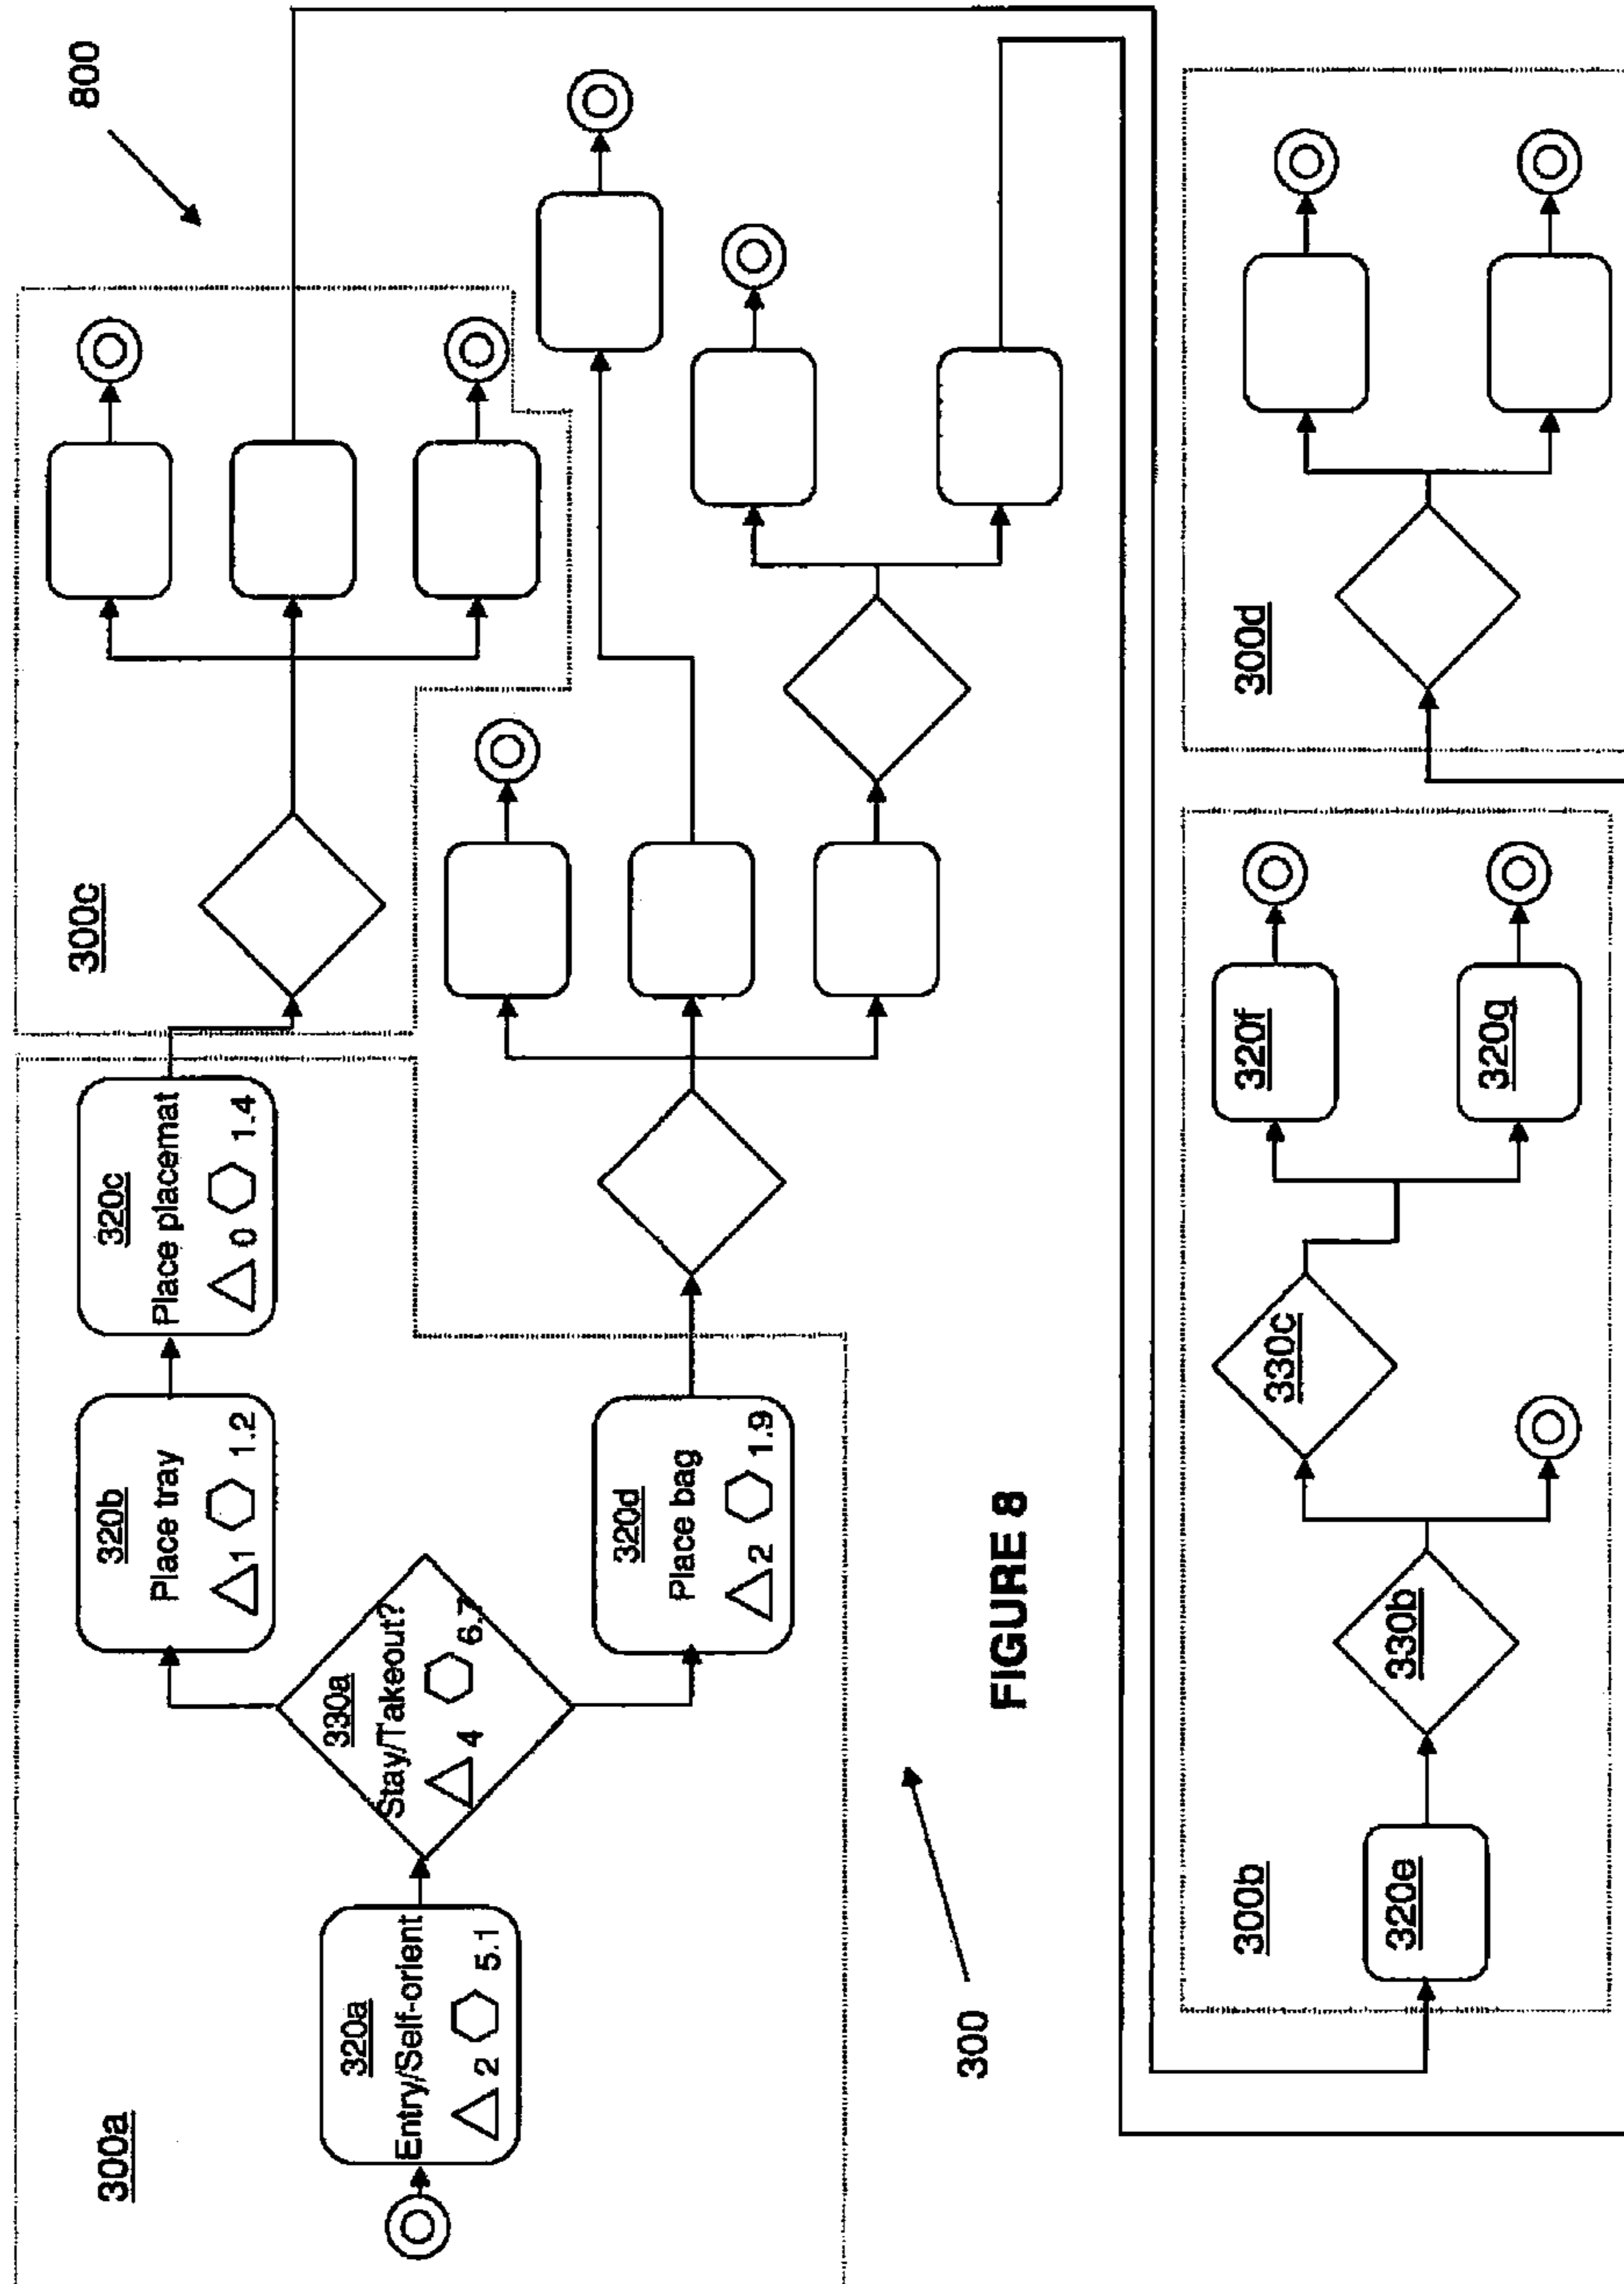 300a
300c
800
320b
Place tray
1 1.2
320c
Place placemat
0 1.4
320a
Entry/Self-orient
2 5.1
330a
Stay/Takeout?
4 6.7
320d
Place bag
2 1.9
300
FIGURE 8
300b
320e
330b
330c
320f
320g
300d